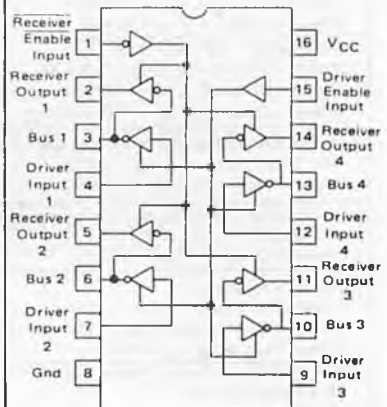 Receiver
Enable
Input
1
Receiver
Output
1
2
Bus 1
3
Driver
Input
1
4
Receiver
Output
2
5
Bus 2
6
Driver
Input
2
7
Gnd
8
16
VCC
15
Driver
Enable
Input
14
Receiver
Output
4
13
Bus 4
12
Driver
Input
4
11
Receiver
Output
3
10
Bus 3
9
Driver
Input
3